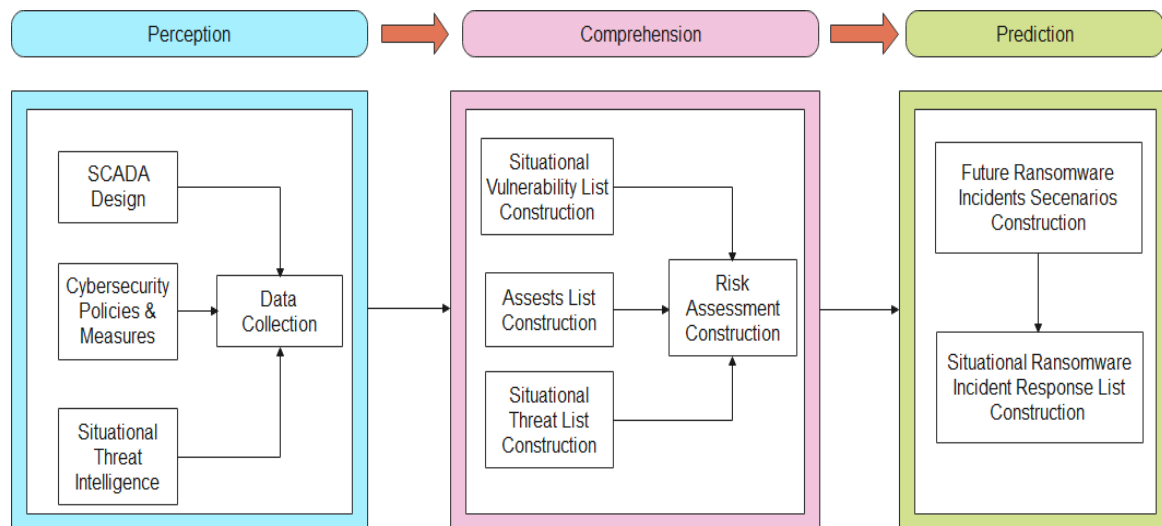 Perception
Comprehension
Prediction
SCADA
Design
Cybersecurity
Policies &
Measures
Situational
Threat
Intelligence
Data
Collection
Situational
Vulnerability List
Construction
Assests List
Construction
Situational
Threat List
Construction
Risk
Assessment
Construction
Future Ransomware
Incidents Secenarios
Construction
Situational Ransomware
Incident Response List
Construction